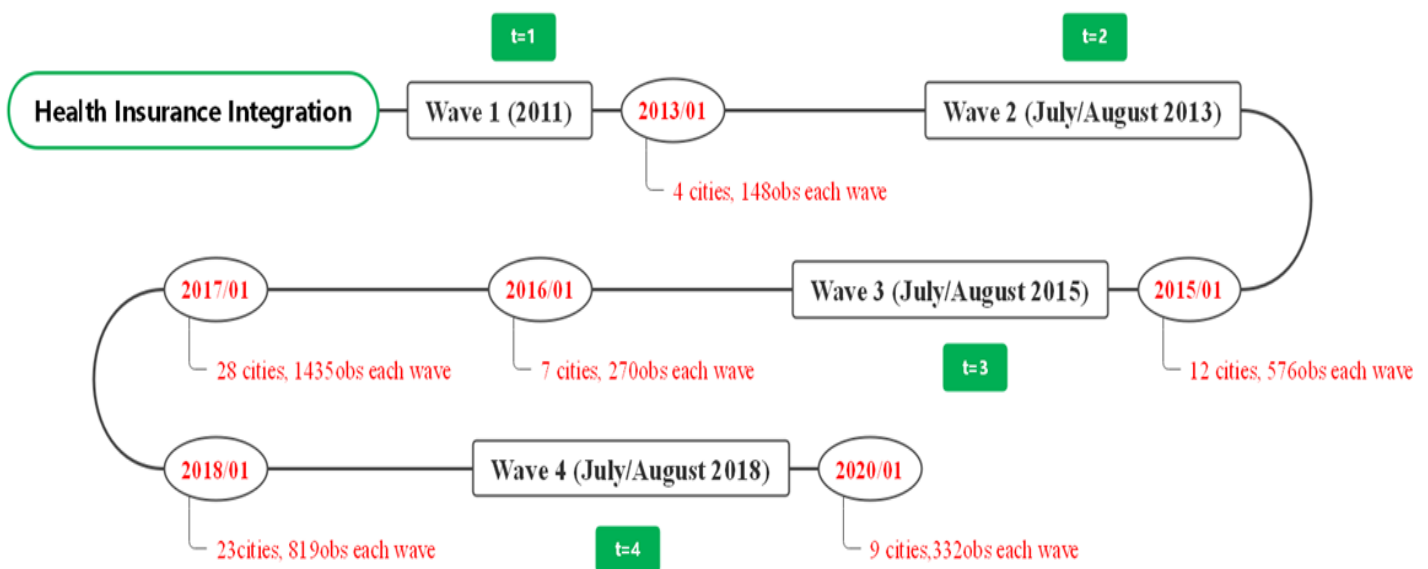 t=1
t=2
Health Insurance Integration
Wave 1 (2011)
2013/01
Wave 2 (July/August 2013)
4 cities, 148obs each wave
2017/01
2016/01
Wave 3 (July/August 2015)
2015/01
28 cities, 1435obs each wave
7 cities, 270obs each wave
t=3
12 cities, 576obs each wave
2018/01
Wave 4 (July/August 2018)
2020/01
23cities, 819obs each wave
t=4
9 cities,332obs each wave